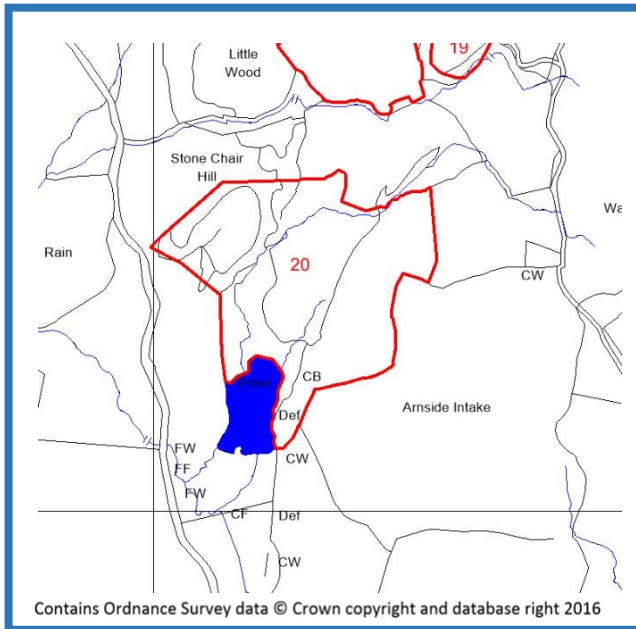 19
Little
Wood
Stone Chair
Hill
Wa
Rain
20
CW
CB
Pond
Arnside Intake
Def
FW
CW
FF
FW
CF
Def
CW
Contains Ordnance Survey data © Crown copyright and database right 2016